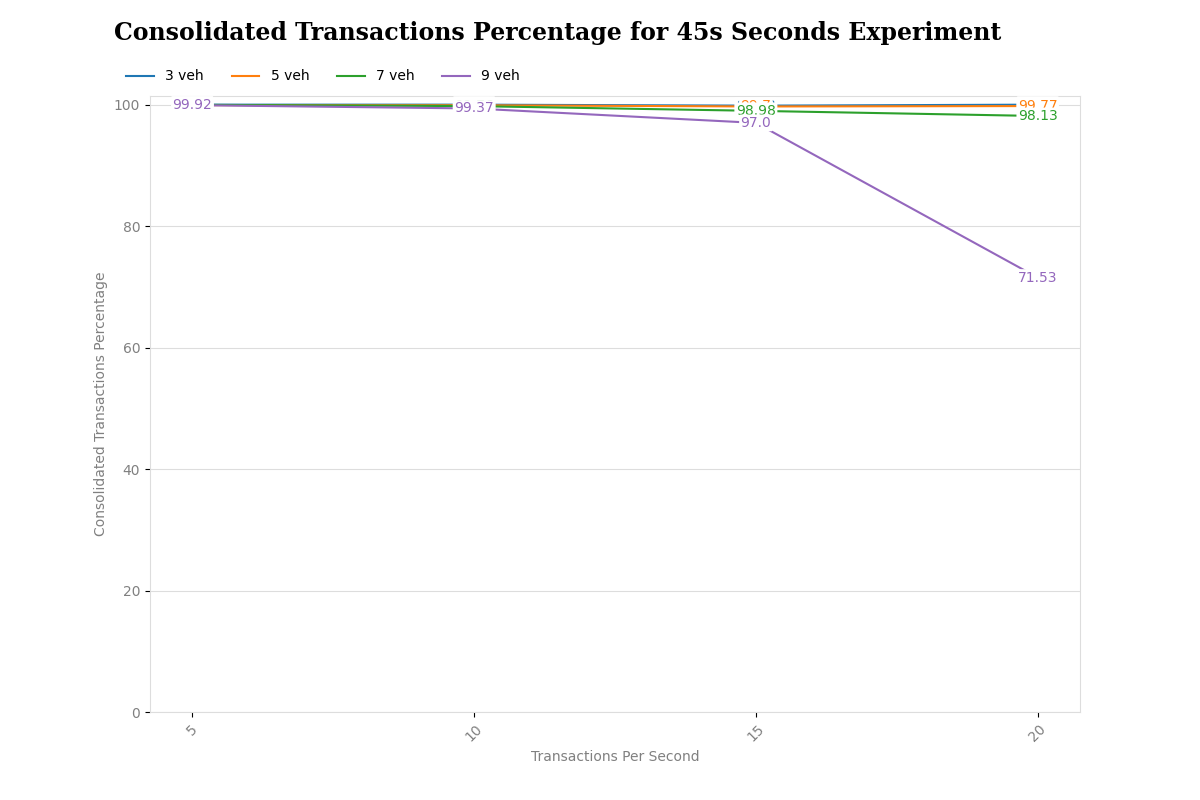 Consolidated Transactions Percentage for 45s Seconds Experiment
3 veh 5 veh 7 veh 9 veh
100
80
60
40
20
0
Consolidated Transactions Percentage
99.92
99.37
98.98
97.0
99.77
98.13
71.53
5 10 15 20
Transactions Per Second